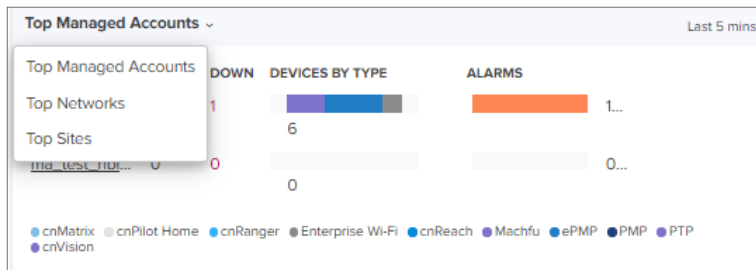 Top Managed Accounts
Last 5 mins
Top Managed Accounts
DOWN DEVICES BY TYPE ALARMS
Top Networks
1 1...
6
Top Sites
0 0 0...
0
cnMatrix cnPilot Home cnRanger Enterprise Wi-Fi cnReach Machfu ePMP PMP PTP
cnVision